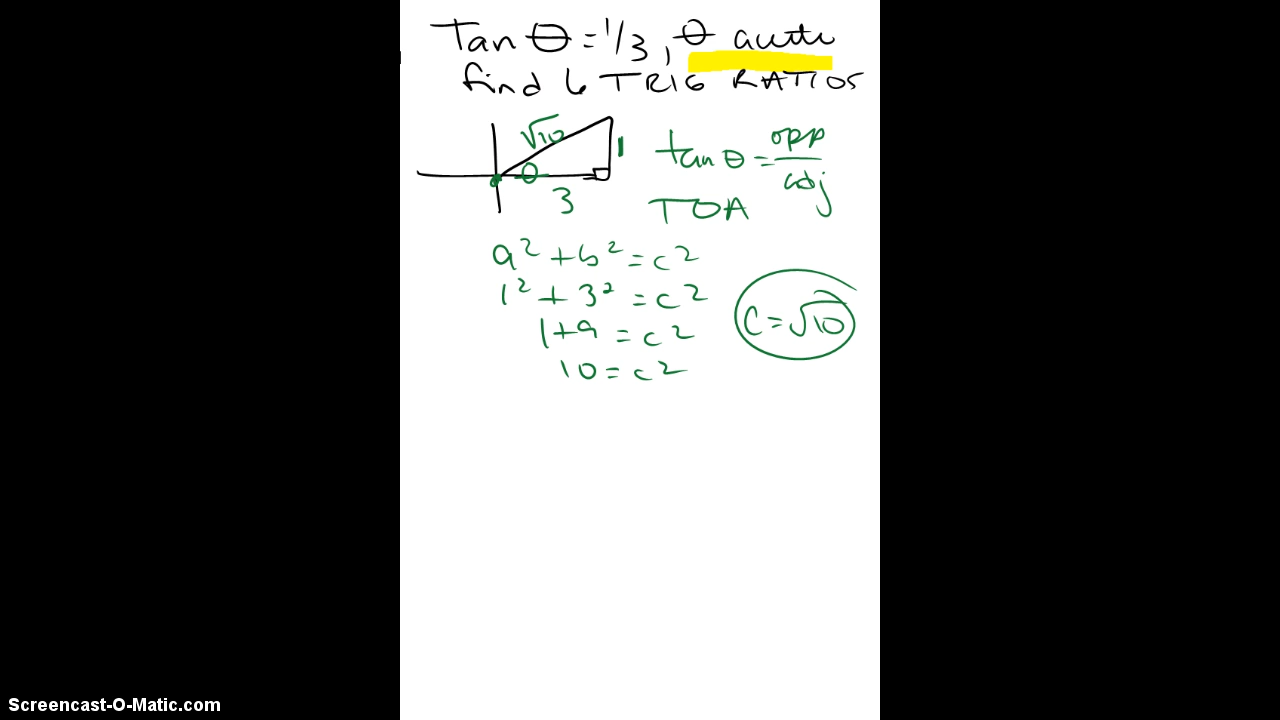 Tan θ = 1/3, θ acute
find 6 TRIG RATIOS
√10
1
θ
3
tan θ = opp/adj
TOA
a² + b² = c²
1² + 3² = c²
1 + 9 = c²
10 = c²
c = √10
Screencast-O-Matic.com